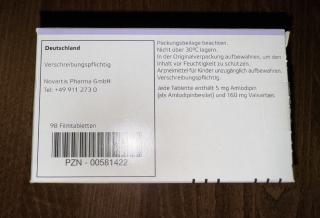 Deutschland
Verschreibungspflichtig
Novartis Pharma GmbH
Tel: +49 911 273 0
98 Filmtabletten
PZN - 00581422
Packungsbeilage beachten.
Nicht über 30°C lagern.
In der Originalverpackung aufbewahren, um den
Inhalt vor Feuchtigkeit zu schützen.
Arzneimittel für Kinder unzugänglich aufbewahren.
Verschreibungspflichtig.
Jede Tablette enthält 5 mg Amlodipin
(als Amlodipinbesilat) und 160 mg Valsartan.